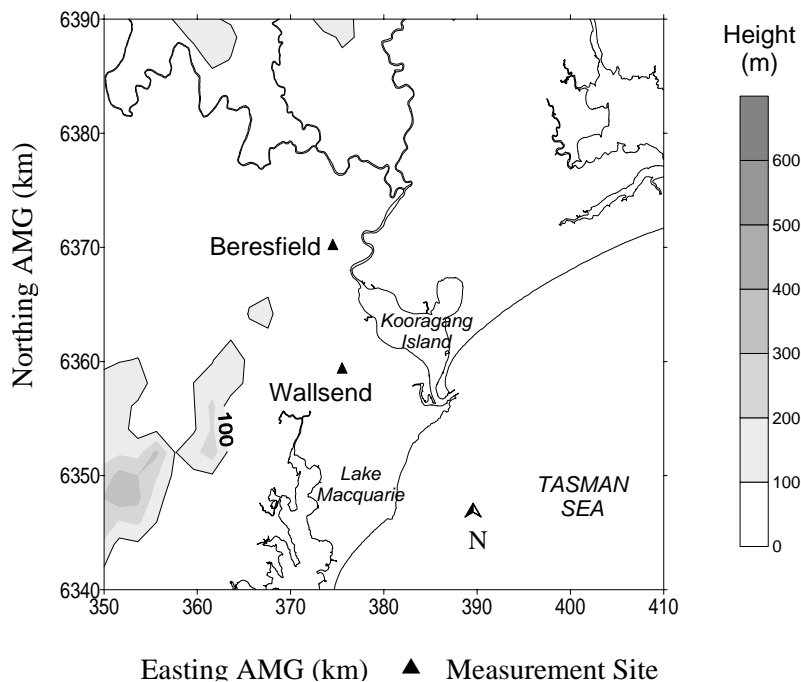 6390
6380
6370
6360
6350
6340
Northing AMG (km)
Beresfield
Kooragang
Island
Wallsend
100
Lake
Macquarie
TASMAN
SEA
N
350
360
370
380
390
400
410
Easting AMG (km)
Measurement Site
Height
(m)
600
500
400
300
200
100
0